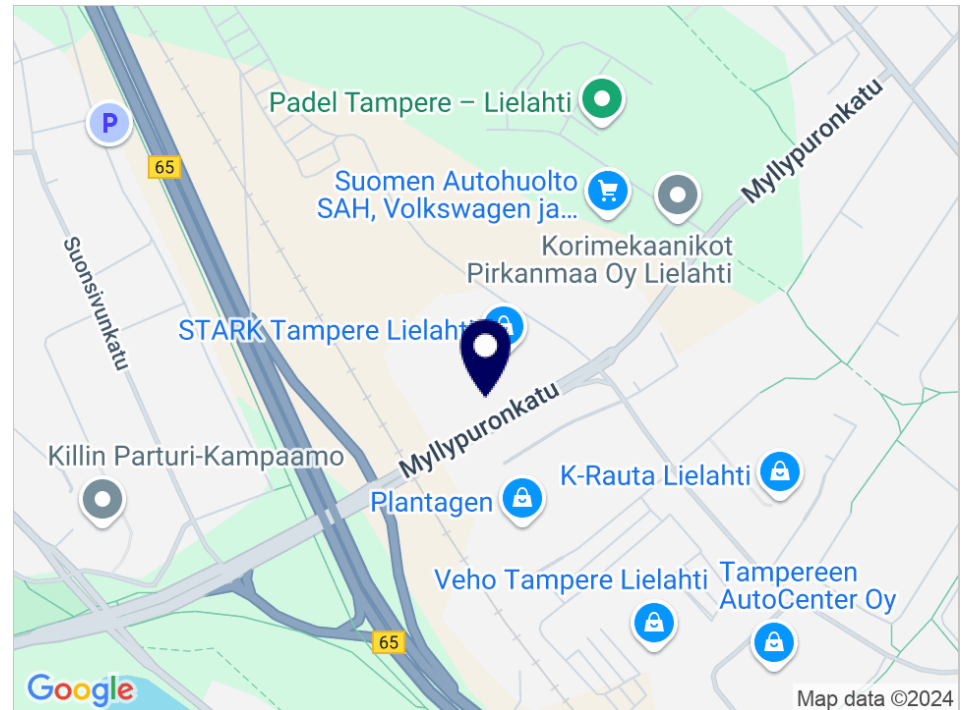 Padel Tampere – Lielahti
P
65
Myllypuronkatu
Suomen Autohuolto
SAH, Volkswagen ja...
Korimekaanikot
Pirkanmaa Oy Lielahti
Suonsivunkatu
STARK Tampere Lielahti
Myllypuronkatu
Killin Parturi-Kampaamo
K-Rauta Lielahti
Plantagen
Veho Tampere Lielahti
Tampereen
AutoCenter Oy
65
Google
Map data ©2024